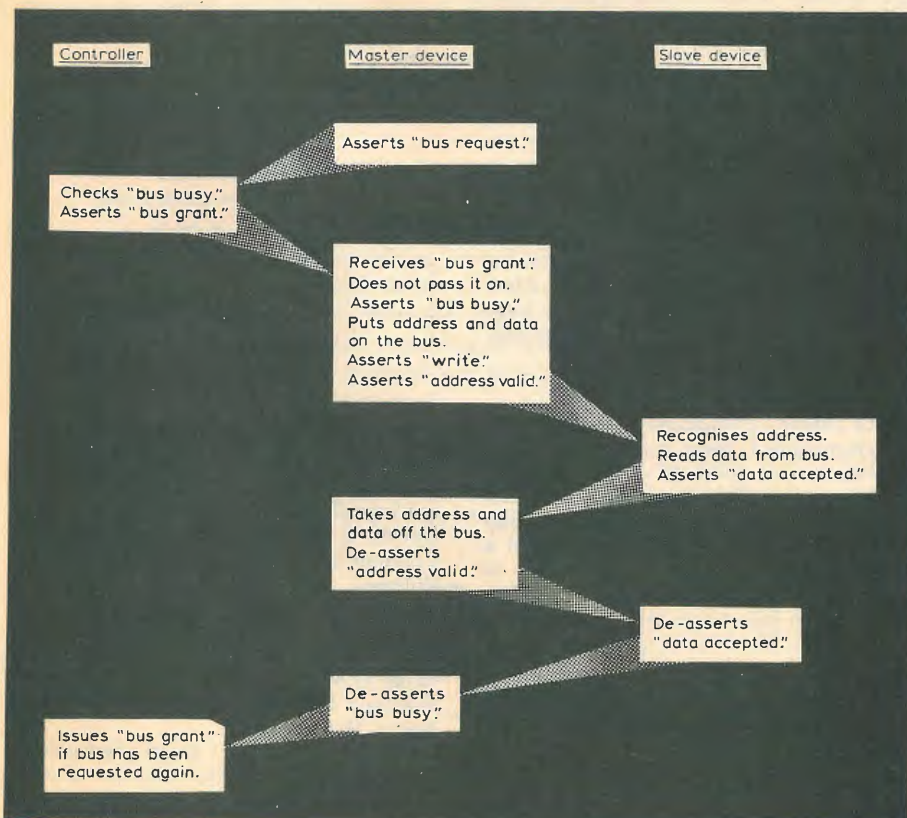 Controller
Master device
Slave device
Asserts "bus request."
Checks "bus busy."
Asserts "bus grant."
Receives "bus grant".
Does not pass it on.
Asserts "bus busy."
Puts address and data
on the bus.
Asserts "write."
Asserts "address valid."
Recognises address.
Reads data from bus.
Asserts "data accepted."
Takes address and
data off the bus.
De-asserts
"address valid."
De-asserts
"data accepted."
De-asserts
"bus busy."
Issues "bus grant"
if bus has been
requested again.